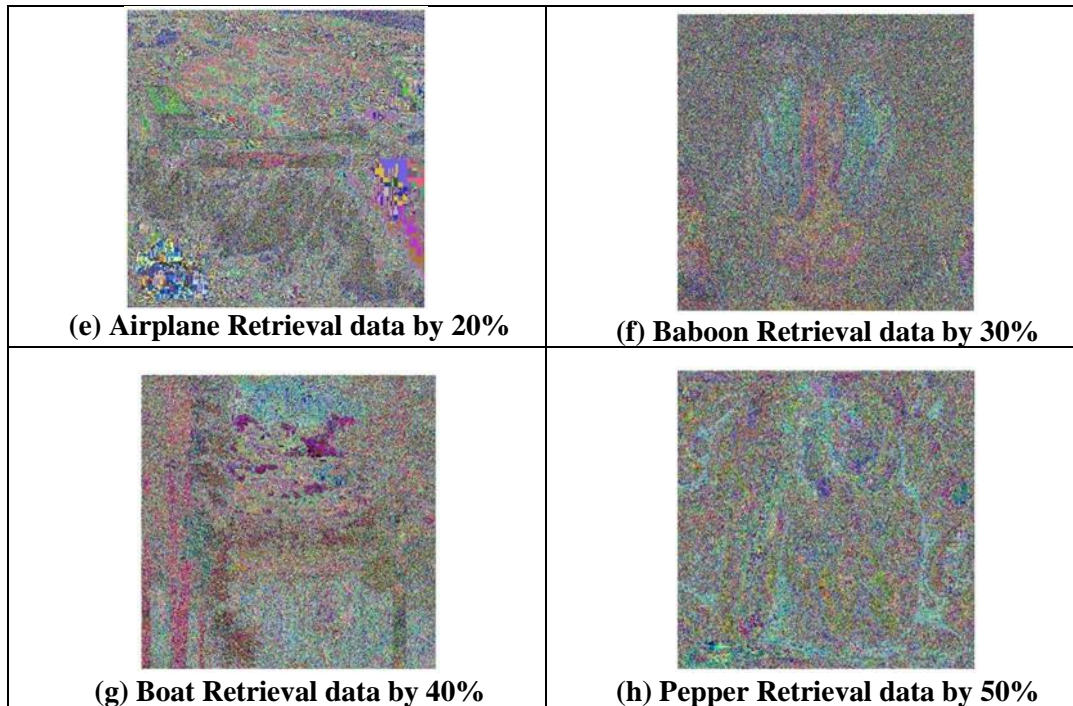 (e) Airplane Retrieval data by 20%
(f) Baboon Retrieval data by 30%
(g) Boat Retrieval data by 40%
(h) Pepper Retrieval data by 50%